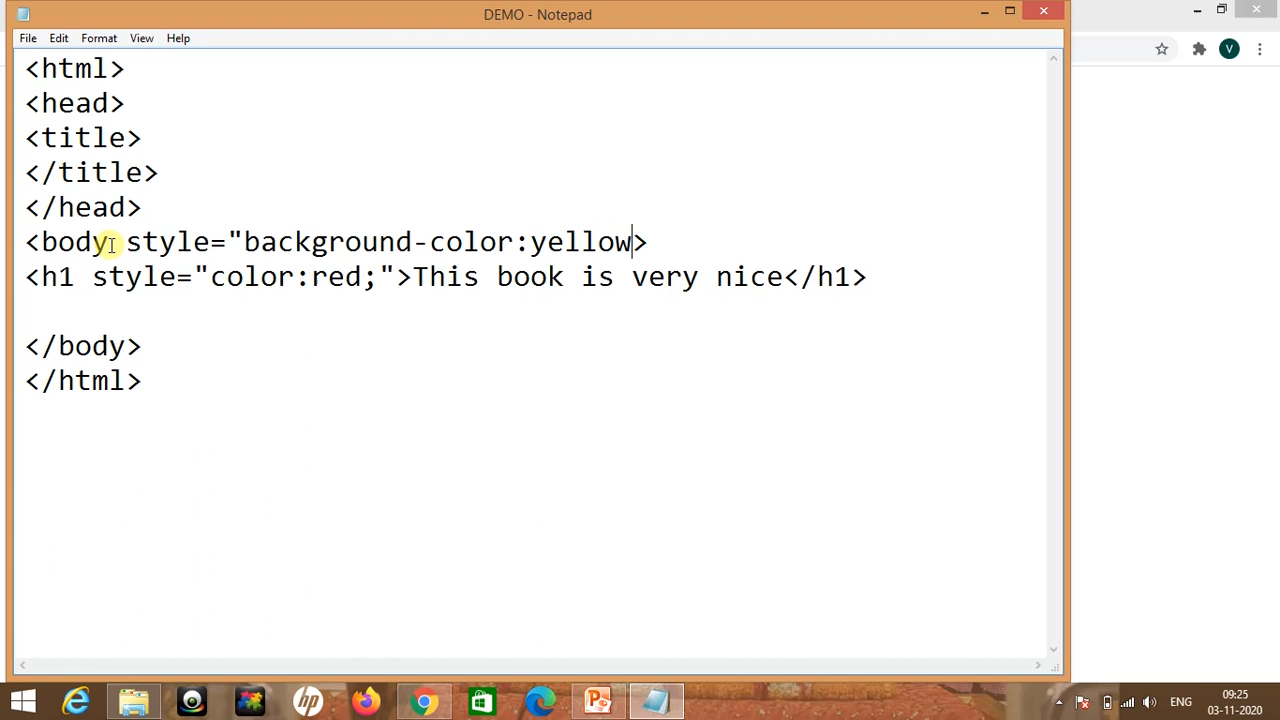 DEMO - Notepad
File Edit Format View Help
V
<html>
<head>
<title>
</title>
</head>
<body style="background-color:yellow>
<h1 style="color:red;">This book is very nice</h1>
</body>
</html>
ENG
09:25
03-11-2020